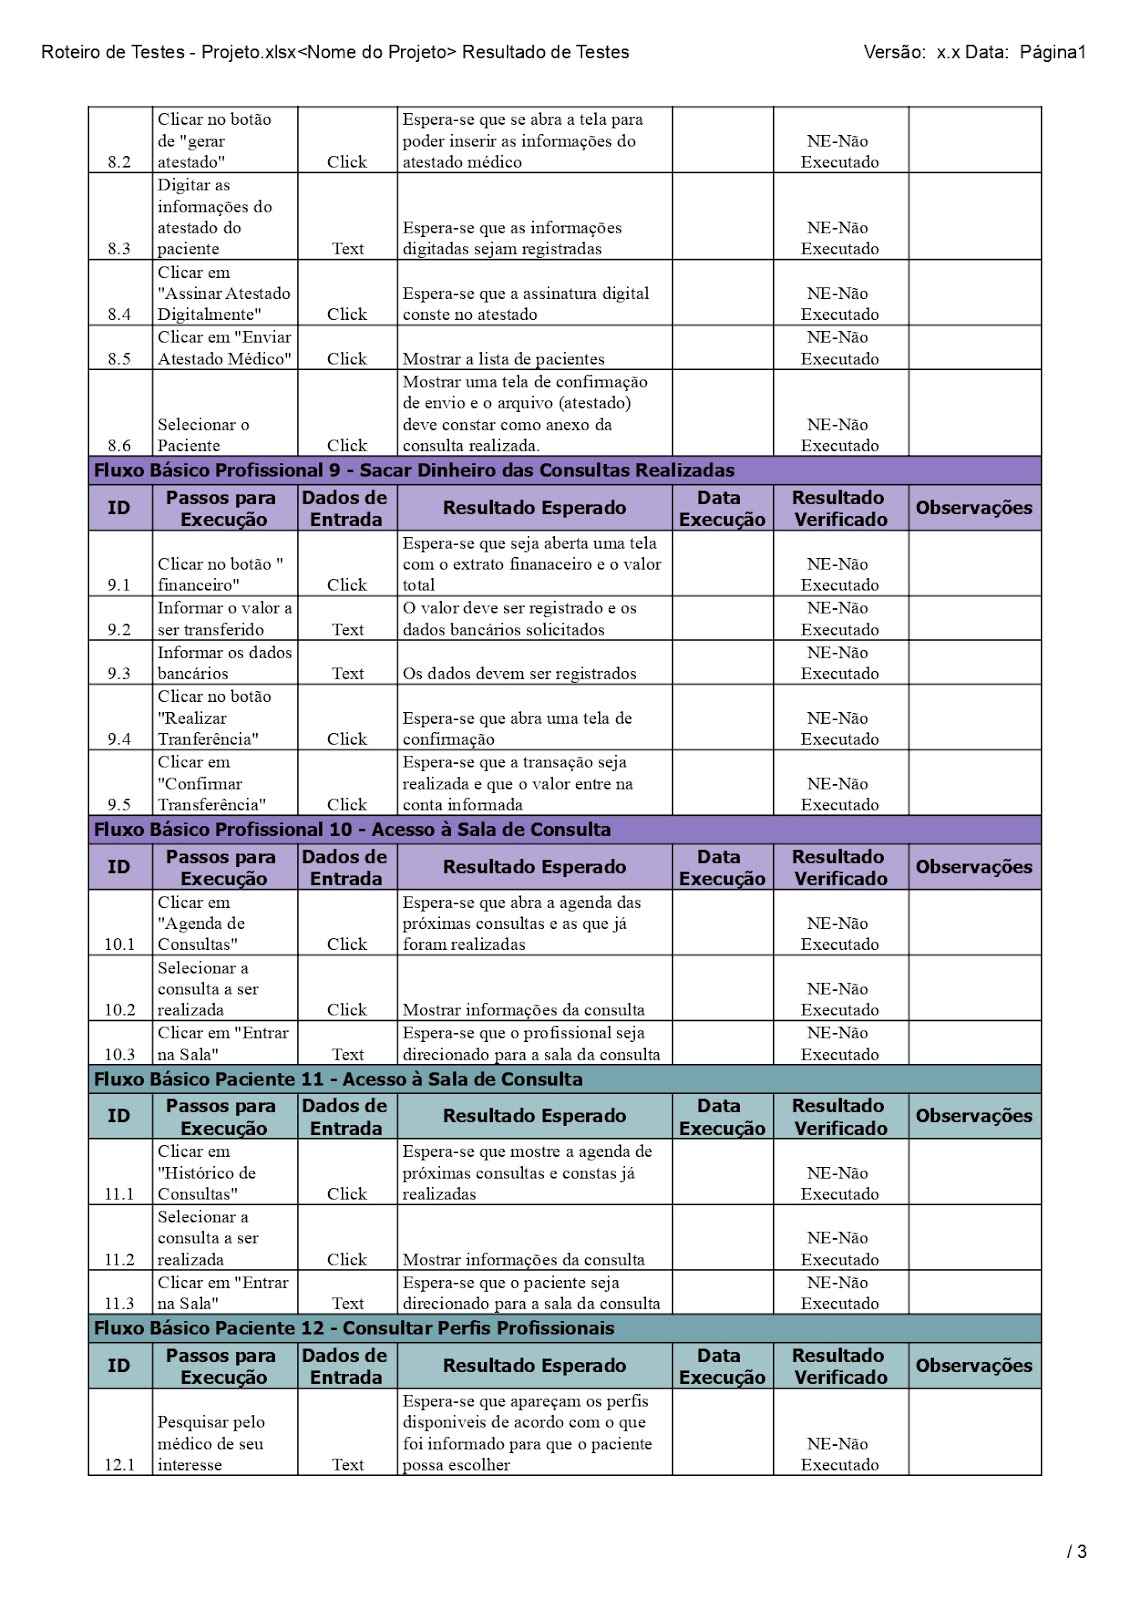 Roteiro de Testes - Projeto.xlsx<Nome do Projeto> Resultado de Testes
Versão: x.x Data: Página1
8.2
Clicar no botão
de "gerar
atestado"
Click
Espera-se que se abra a tela para
poder inserir as informações do
atestado médico
NE-Não
Executado
8.3
Digitar as
informações do
atestado do
paciente
Text
Espera-se que as informações
digitadas sejam registradas
NE-Não
Executado
8.4
Clicar em
"Assinar Atestado
Digitalmente"
Click
Espera-se que a assinatura digital
conste no atestado
NE-Não
Executado
8.5
Clicar em "Enviar
Atestado Médico"
Click
Mostrar a lista de pacientes
NE-Não
Executado
8.6
Selecionar o
Paciente
Click
Mostrar uma tela de confirmação
de envio e o arquivo (atestado)
deve constar como anexo da
consulta realizada.
NE-Não
Executado
Fluxo Básico Profissional 9 - Sacar Dinheiro das Consultas Realizadas
ID
Passos para
Execução
Dados de
Entrada
Resultado Esperado
Data
Execução
Resultado
Verificado
Observações
9.1
Clicar no botão "
financeiro"
Click
Espera-se que seja aberta uma tela
com o extrato finanaceiro e o valor
total
NE-Não
Executado
9.2
Informar o valor a
ser transferido
Text
O valor deve ser registrado e os
dados bancários solicitados
NE-Não
Executado
9.3
Informar os dados
bancários
Text
Os dados devem ser registrados
NE-Não
Executado
9.4
Clicar no botão
"Realizar
Tranferência"
Click
Espera-se que abra uma tela de
confirmação
NE-Não
Executado
9.5
Clicar em
"Confirmar
Transferência"
Click
Espera-se que a transação seja
realizada e que o valor entre na
conta informada
NE-Não
Executado
Fluxo Básico Profissional 10 - Acesso à Sala de Consulta
ID
Passos para
Execução
Dados de
Entrada
Resultado Esperado
Data
Execução
Resultado
Verificado
Observações
10.1
Clicar em
"Agenda de
Consultas"
Click
Espera-se que abra a agenda das
próximas consultas e as que já
foram realizadas
NE-Não
Executado
10.2
Selecionar a
consulta a ser
realizada
Click
Mostrar informações da consulta
NE-Não
Executado
10.3
Clicar em "Entrar
na Sala"
Text
Espera-se que o profissional seja
direcionado para a sala da consulta
NE-Não
Executado
Fluxo Básico Paciente 11 - Acesso à Sala de Consulta
ID
Passos para
Execução
Dados de
Entrada
Resultado Esperado
Data
Execução
Resultado
Verificado
Observações
11.1
Clicar em
"Histórico de
Consultas"
Click
Espera-se que mostre a agenda de
próximas consultas e constas já
realizadas
NE-Não
Executado
11.2
Selecionar a
consulta a ser
realizada
Click
Mostrar informações da consulta
NE-Não
Executado
11.3
Clicar em "Entrar
na Sala"
Text
Espera-se que o paciente seja
direcionado para a sala da consulta
NE-Não
Executado
Fluxo Básico Paciente 12 - Consultar Perfis Profissionais
ID
Passos para
Execução
Dados de
Entrada
Resultado Esperado
Data
Execução
Resultado
Verificado
Observações
12.1
Pesquisar pelo
médico de seu
interesse
Text
Espera-se que apareçam os perfis
disponiveis de acordo com o que
foi informado para que o paciente
possa escolher
NE-Não
Executado
/ 3